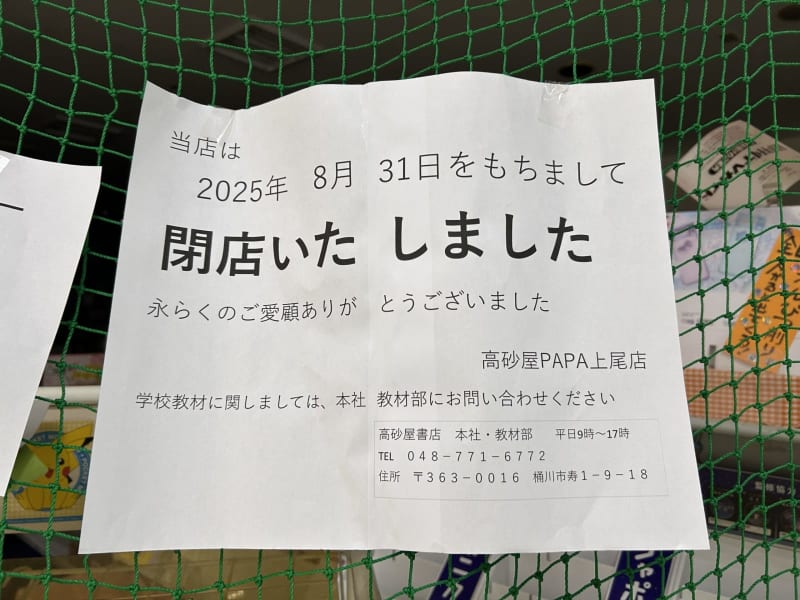 当店は
2025年 8月 31日をもちまして
閉店いたしました
永らくのご愛顧ありがとうございました
高砂屋PAPA上尾店
学校教材に関しましては、本社 教材部にお問い合わせください
高砂屋書店 本社・教材部 平日9時～17時
TEL ０４８－７７１－６７７２
住所 〒３６３－００１６ 桶川市寿１－９－１８